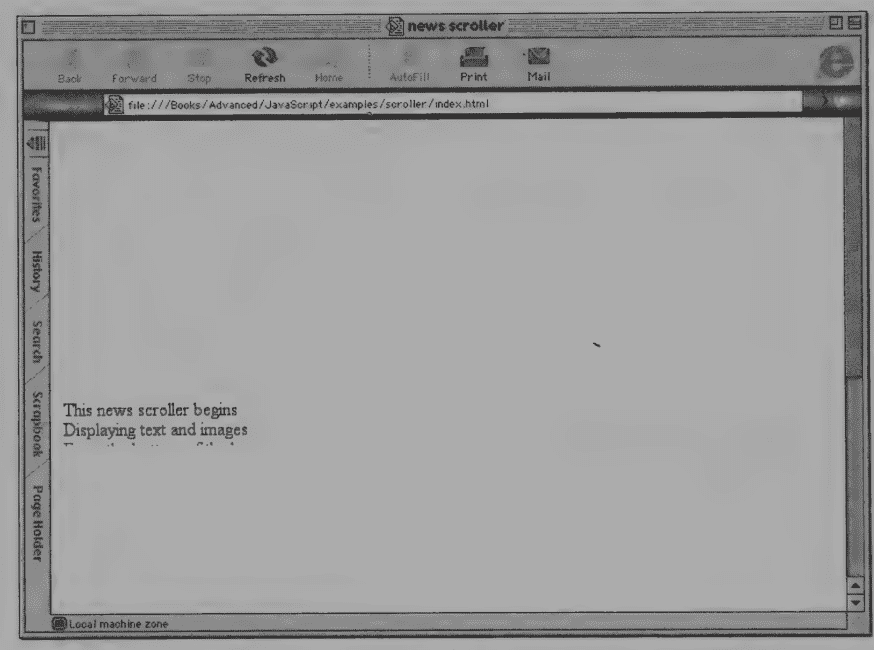 news scroller
Back Forward Stop Refresh Home AutoFill Print Mail
file:///Books/Advanced/JavaScript/examples/scroller/index.html
Favorites
History
Search
Scrapbook
Page Holder
This news scroller begins
Displaying text and images
Local machine zone